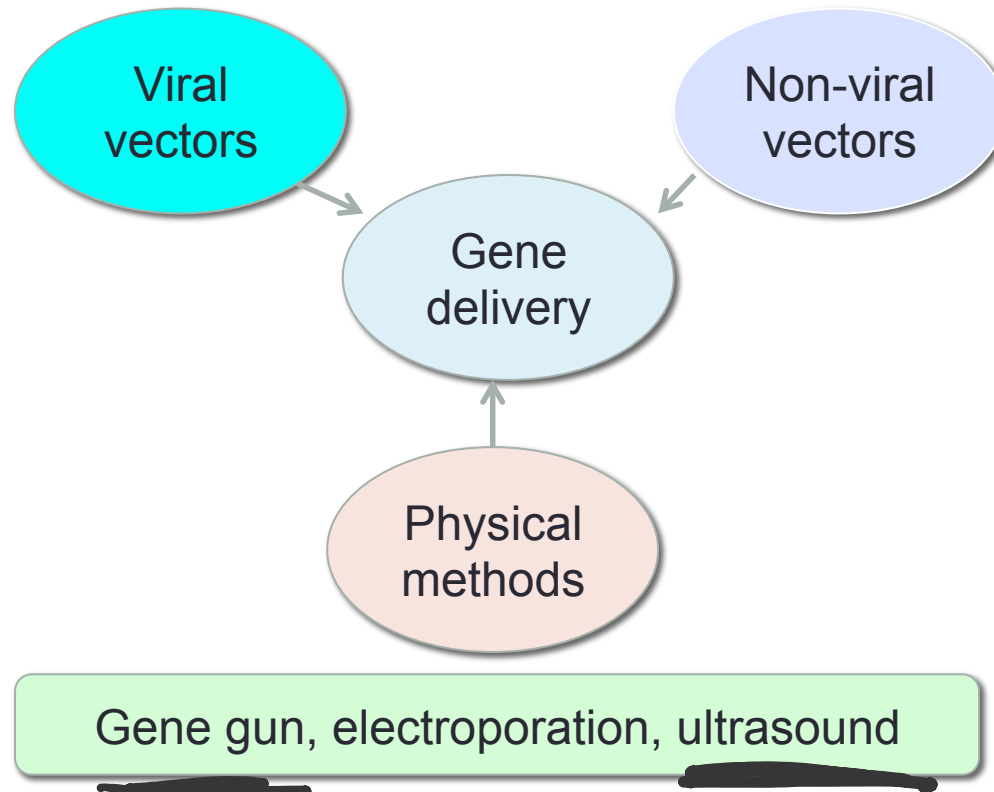 Viral
vectors
Non-viral
vectors
Gene
delivery
Physical
methods
Gene gun, electroporation, ultrasound